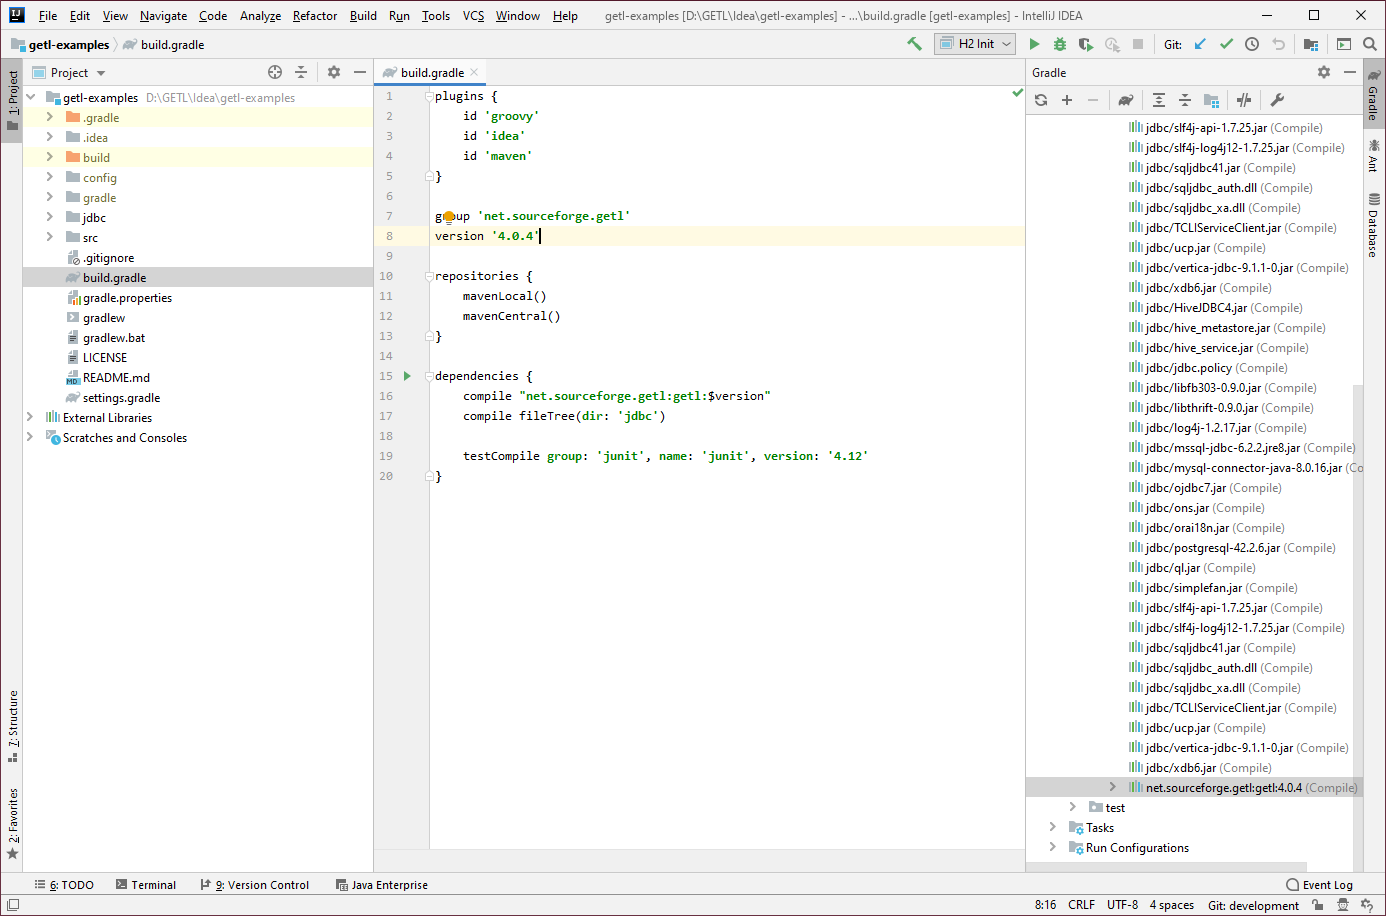 File Edit View Navigate Code Analyze Refactor Build Run Tools VCS Window Help getl-examples [D:\GETL\Idea\getl-examples] - ...\build.gradle [getl-examples] - IntelliJ IDEA
getl-examples build.gradle H2 Init Git:
1: Project
7: Structure
2: Favorites
Project
getl-examples D:\GETL\Idea\getl-examples
.gradle
.idea
build
config
gradle
jdbc
src
.gitignore
build.gradle
gradle.properties
gradlew
gradlew.bat
LICENSE
README.md
settings.gradle
External Libraries
Scratches and Consoles
build.gradle
1 plugins {
2 id 'groovy'
3 id 'idea'
4 id 'maven'
5 }
6
7 group 'net.sourceforge.getl'
8 version '4.0.4'
9
10 repositories {
11 mavenLocal()
12 mavenCentral()
13 }
14
15 dependencies {
16 compile "net.sourceforge.getl:getl:$version"
17 compile fileTree(dir: 'jdbc')
18
19 testCompile group: 'junit', name: 'junit', version: '4.12'
20 }
Gradle
jdbc/slf4j-api-1.7.25.jar (Compile)
jdbc/slf4j-log4j12-1.7.25.jar (Compile)
jdbc/sqljdbc41.jar (Compile)
jdbc/sqljdbc_auth.dll (Compile)
jdbc/sqljdbc_xa.dll (Compile)
jdbc/TCLIServiceClient.jar (Compile)
jdbc/ucp.jar (Compile)
jdbc/vertica-jdbc-9.1.1-0.jar (Compile)
jdbc/xdb6.jar (Compile)
jdbc/HiveJDBC4.jar (Compile)
jdbc/hive_metastore.jar (Compile)
jdbc/hive_service.jar (Compile)
jdbc/jdbc.policy (Compile)
jdbc/libfb303-0.9.0.jar (Compile)
jdbc/libthrift-0.9.0.jar (Compile)
jdbc/log4j-1.2.17.jar (Compile)
jdbc/mssql-jdbc-6.2.2.jre8.jar (Compile)
jdbc/mysql-connector-java-8.0.16.jar (Co
jdbc/ojdbc7.jar (Compile)
jdbc/ons.jar (Compile)
jdbc/orai18n.jar (Compile)
jdbc/postgresql-42.2.6.jar (Compile)
jdbc/ql.jar (Compile)
jdbc/simplefan.jar (Compile)
jdbc/slf4j-api-1.7.25.jar (Compile)
jdbc/slf4j-log4j12-1.7.25.jar (Compile)
jdbc/sqljdbc41.jar (Compile)
jdbc/sqljdbc_auth.dll (Compile)
jdbc/sqljdbc_xa.dll (Compile)
jdbc/TCLIServiceClient.jar (Compile)
jdbc/ucp.jar (Compile)
jdbc/vertica-jdbc-9.1.1-0.jar (Compile)
jdbc/xdb6.jar (Compile)
net.sourceforge.getl:getl:4.0.4 (Compile)
test
Tasks
Run Configurations
Gradle
Ant
Database
6: TODO Terminal 9: Version Control Java Enterprise Event Log
8:16 CRLF UTF-8 4 spaces Git: development